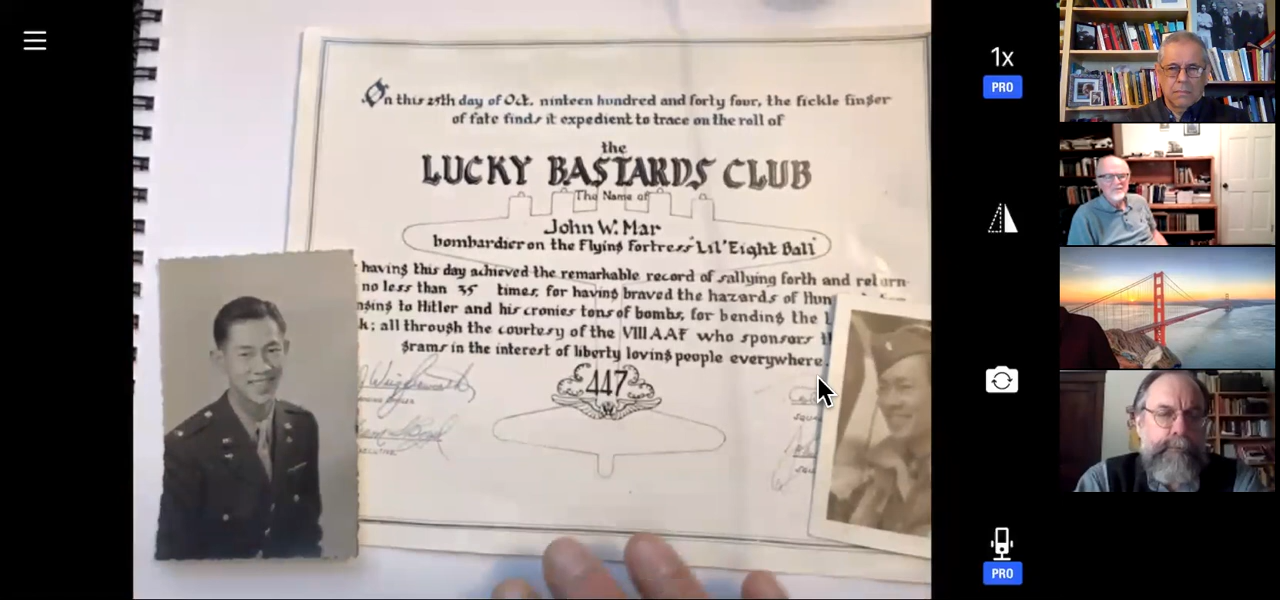 On this 25th day of Oct. nineteen hundred and forty four, the fickle finger
of fate finds it expedient to trace on the roll of
the
LUCKY BASTARDS CLUB
The Name of
John W. Mar
bombardier on the Flying Fortress "Lil' Eight Ball"
having this day achieved the remarkable record of sallying forth and return
no less than 35 times, for having braved the hazards of Hun
to Hitler and his cronies tons of bombs, for bending the
all through the courtesy of the VIII AAF who sponsors
grams in the interest of liberty loving people everywhere.
447
1x
PRO
PRO